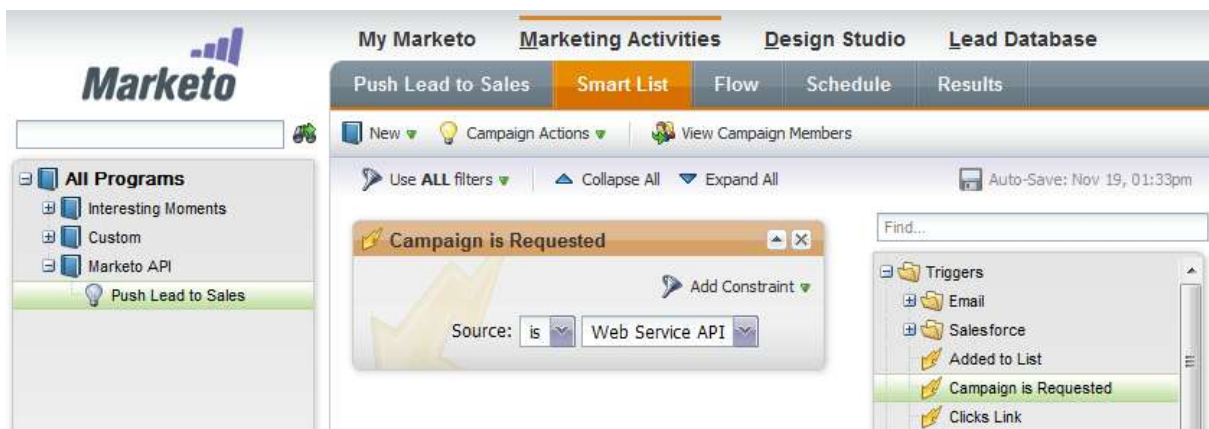 Marketo
My Marketo Marketing Activities Design Studio Lead Database
Push Lead to Sales Smart List Flow Schedule Results
New Campaign Actions View Campaign Members
Use ALL filters Collapse All Expand All Auto-Save: Nov 19, 01:33pm
All Programs
Interesting Moments
Custom
Marketo API
Push Lead to Sales
Campaign is Requested
Add Constraint
Source: is Web Service API
Find...
Triggers
Email
Salesforce
Added to List
Campaign is Requested
Clicks Link